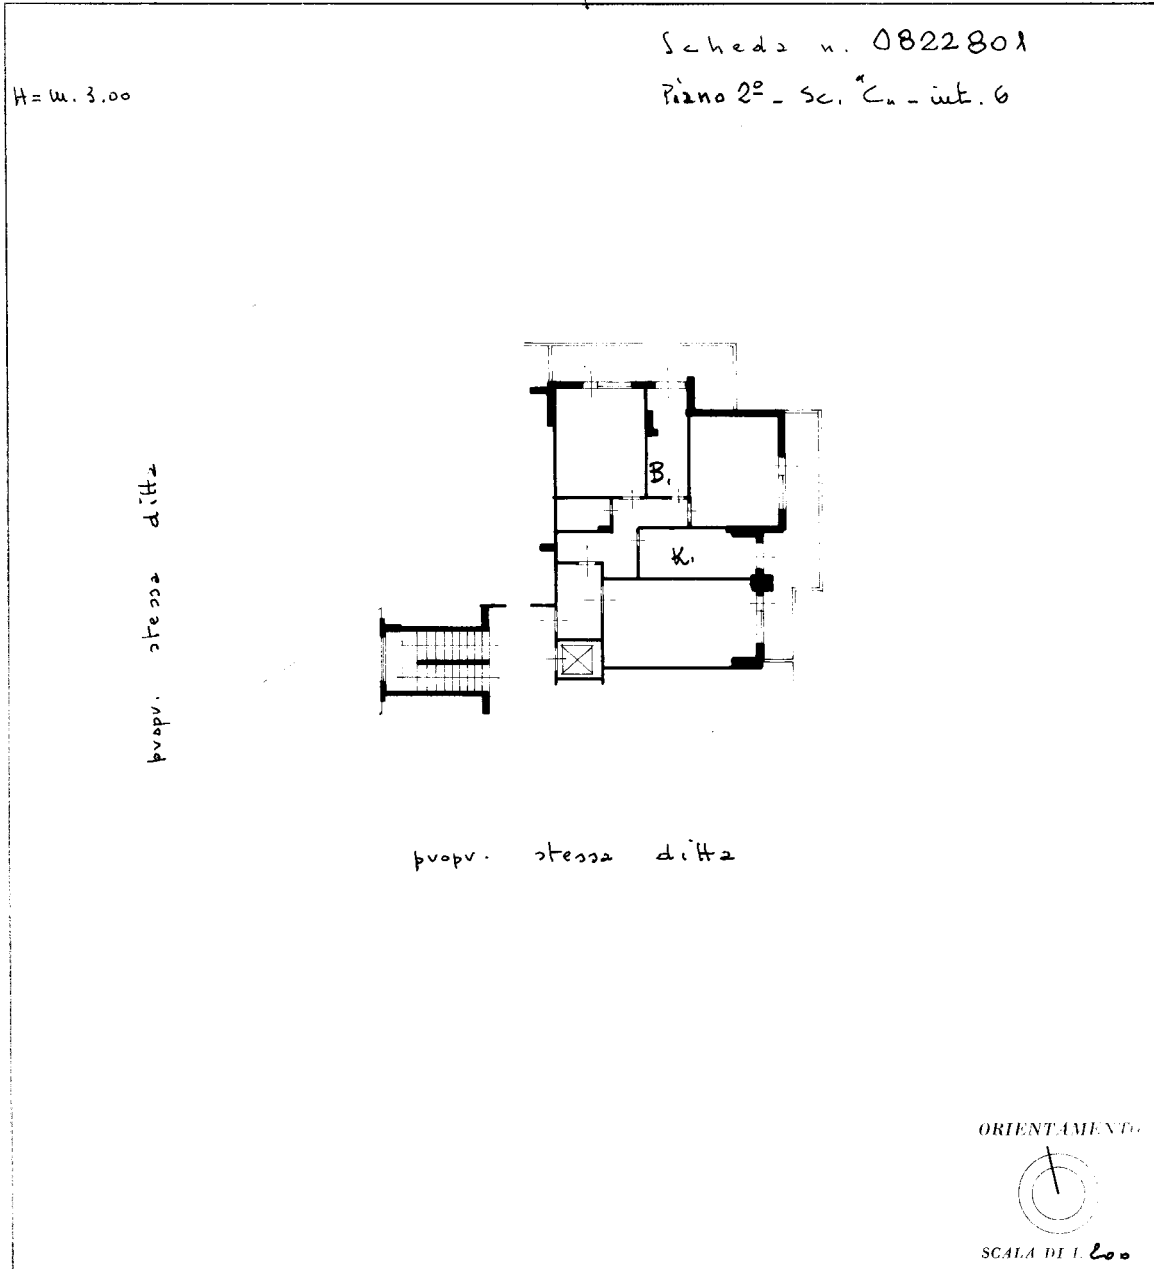 Scheda n. 0822801
H = m. 3.00
Piano 2º - Sc. "C" - int. 6
B.
K.
propr. stessa ditta
propr. stessa ditta
ORIENTAMENTO
SCALA DI 1 200